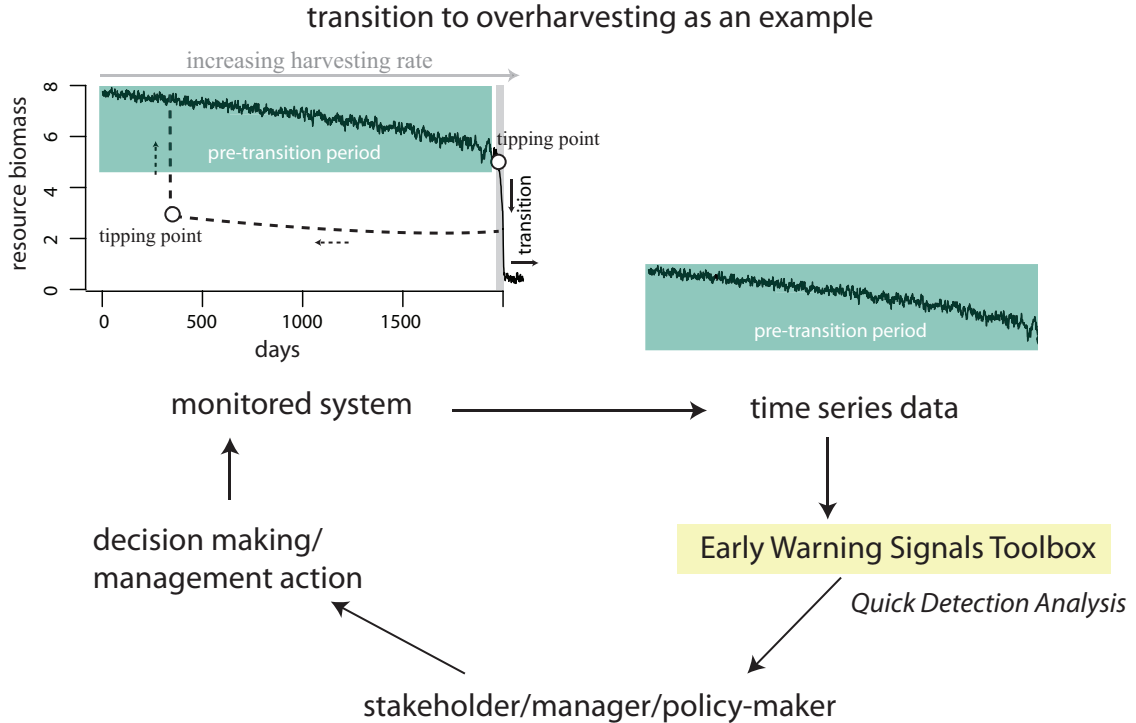 transition to overharvesting as an example
increasing harvesting rate
resource biomass
8
6
4
2
0
pre-transition period
tipping point
tipping point
transition
0
500
1000
1500
days
pre-transition period
monitored system
time series data
decision making/
management action
Early Warning Signals Toolbox
Quick Detection Analysis
stakeholder/manager/policy-maker